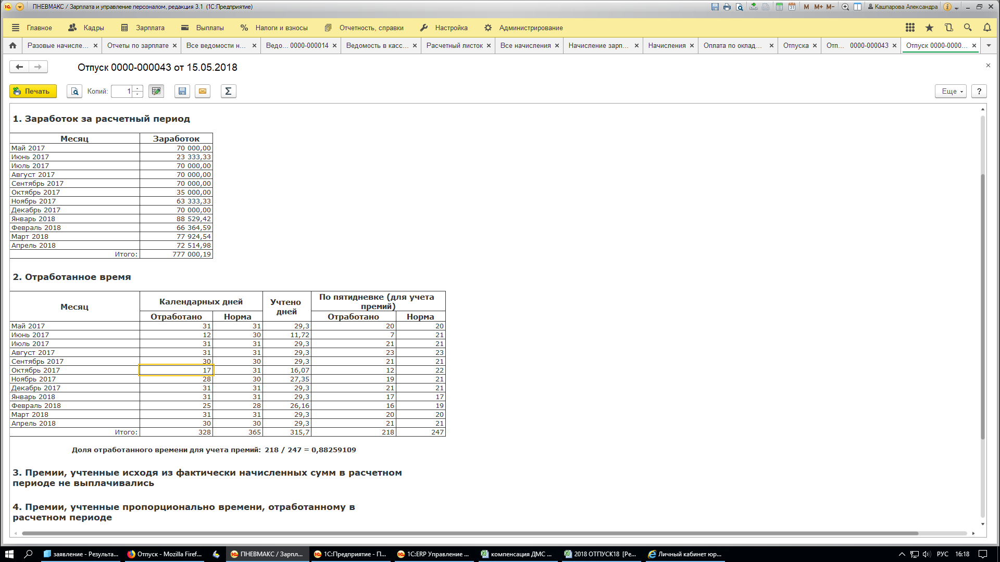 ПНЕВМАКС / Зарплата и управление персоналом, редакция 3.1 (1С:Предприятие)
M M+ M- Кашпарова Александра
Главное Кадры Зарплата Выплаты Налоги и взносы Отчетность, справки Настройка Администрирование
Разовые начисле... Отчеты по зарплате Все ведомости н... Ведо... 0000-000014 Ведомость в касс... Расчетный листок Все начисления Начисление зарп... Начисления Оплата по оклад... Отпуска Отп... 0000-000043 Отпуск 0000-0000...
Отпуск 0000-000043 от 15.05.2018
Печать Копий: 1 Σ Еще ?
1. Заработок за расчетный период
Месяц Заработок
Май 2017 70 000,00
Июнь 2017 23 333,33
Июль 2017 70 000,00
Август 2017 70 000,00
Сентябрь 2017 70 000,00
Октябрь 2017 35 000,00
Ноябрь 2017 63 333,33
Декабрь 2017 70 000,00
Январь 2018 88 529,42
Февраль 2018 66 364,59
Март 2018 77 924,54
Апрель 2018 72 514,98
Итого: 777 000,19
2. Отработанное время
Месяц Календарных дней Учтено дней По пятидневке (для учета премий)
Отработано Норма Отработано Норма
Май 2017 31 31 29,3 20 20
Июнь 2017 12 30 11,72 7 21
Июль 2017 31 31 29,3 21 21
Август 2017 31 31 29,3 23 23
Сентябрь 2017 30 30 29,3 21 21
Октябрь 2017 17 31 16,07 12 22
Ноябрь 2017 28 30 27,35 19 21
Декабрь 2017 31 31 29,3 21 21
Январь 2018 31 31 29,3 17 17
Февраль 2018 25 28 26,16 16 19
Март 2018 31 31 29,3 20 20
Апрель 2018 30 30 29,3 21 21
Итого: 328 365 315,7 218 247
Доля отработанного времени для учета премий: 218 / 247 = 0,88259109
3. Премии, учтенные исходя из фактически начисленных сумм в расчетном
периоде не выплачивались
4. Премии, учтенные пропорционально времени, отработанному в
расчетном периоде
заявление - Результа... Отпуск - Mozilla Firef... ПНЕВМАКС / Зарпл... 1С:Предприятие - П... 1С:ERP Управление ... компенсация ДМС ... 2018 ОТПУСК18 [Ре... Личный кабинет юр... РУС 16:18